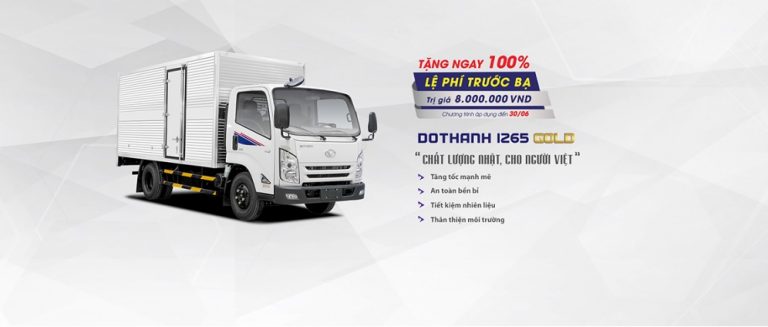 TẶNG NGAY 100%
LỆ PHÍ TRƯỚC BẠ
Trị giá 8.000.000 VND
Chương trình áp dụng đến 30/06
DOTHANH IZ65 GOLD
"CHẤT LƯỢNG NHẬT, CHO NGƯỜI VIỆT"
Tăng tốc mạnh mẽ
An toàn bền bỉ
Tiết kiệm nhiên liệu
Thân thiện môi trường